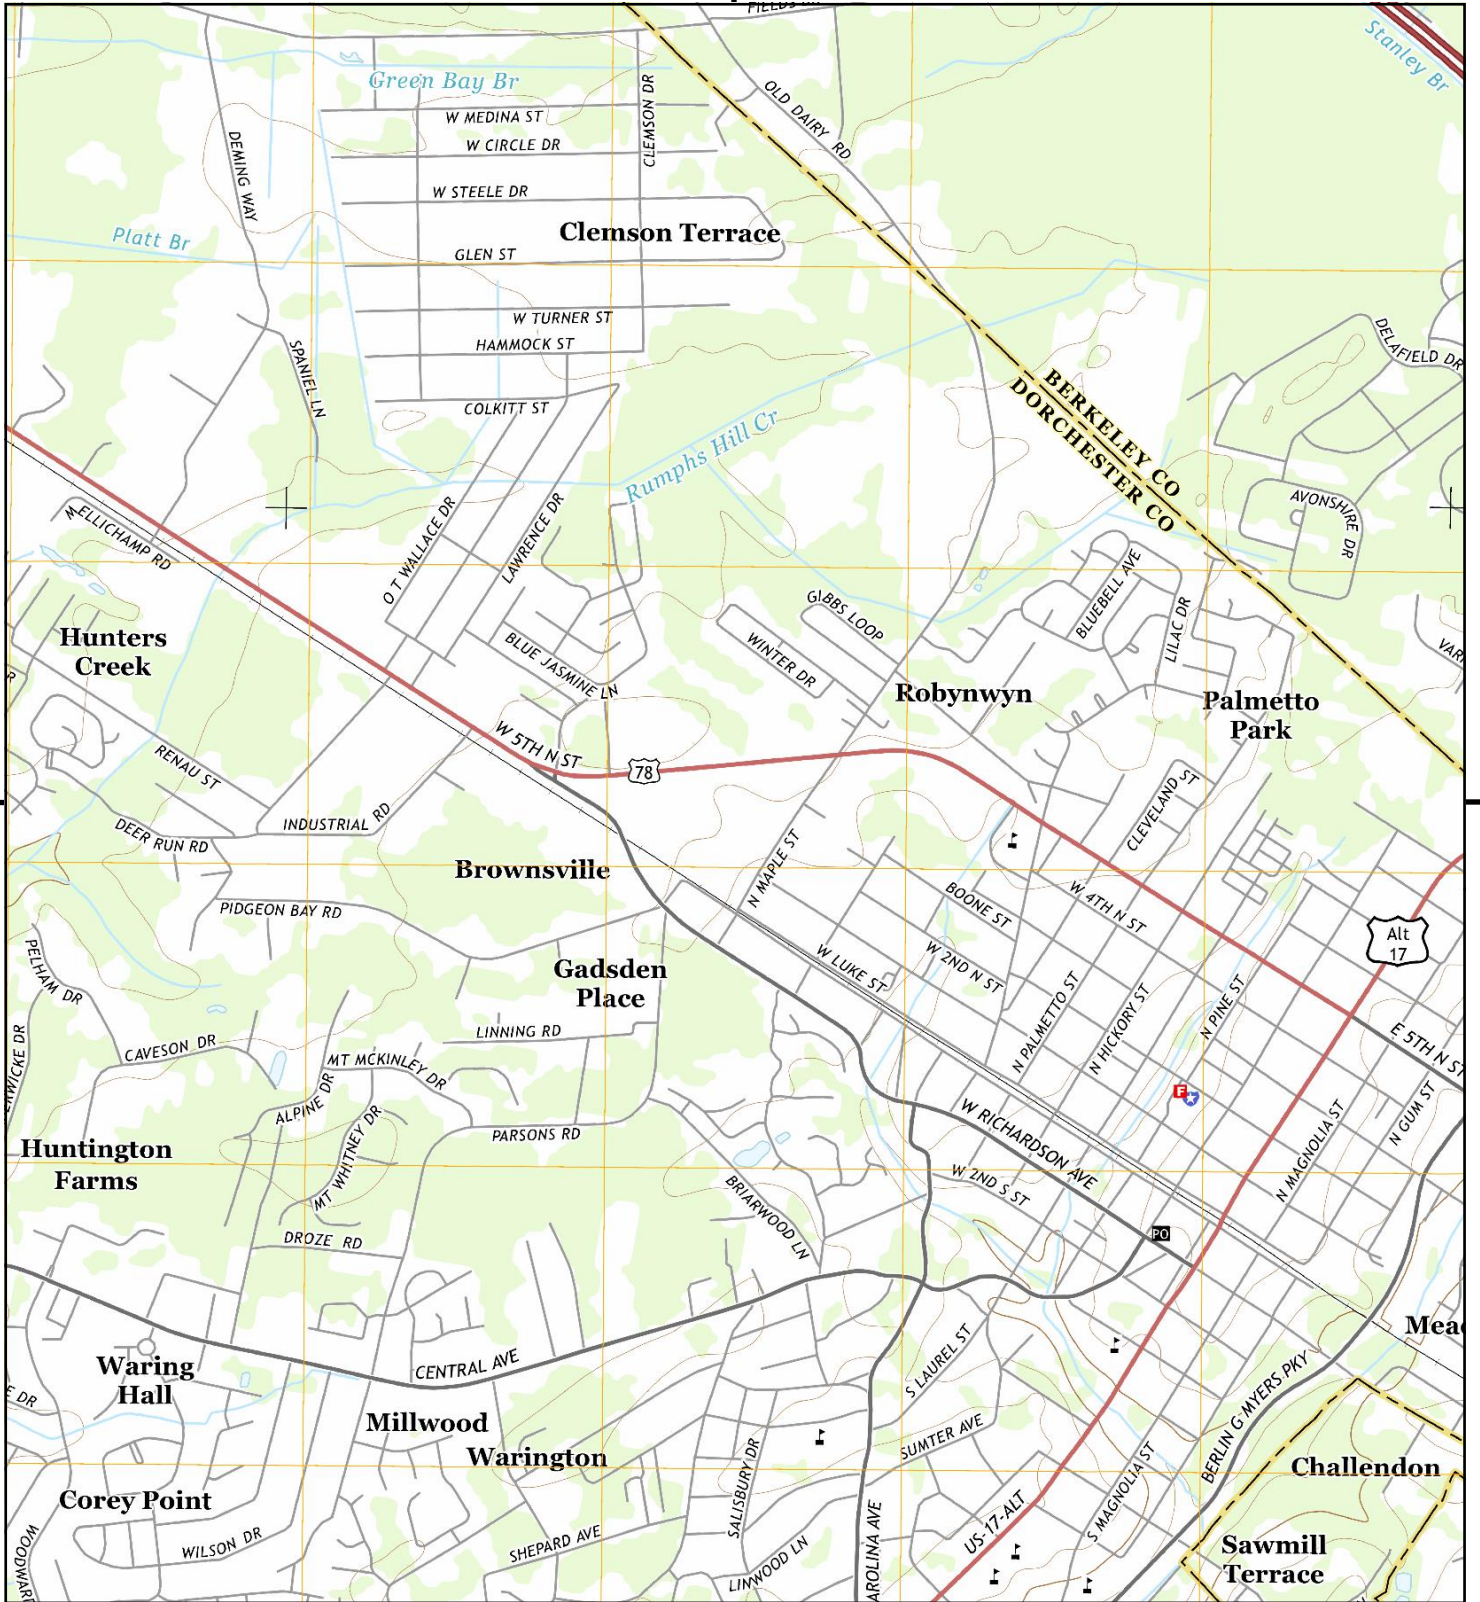 Stanley Br
Green Bay Br
OLD DAIRY RD
W MEDINA ST
CLEMSON DR
W CIRCLE DR
DEMING WAY
W STEELE DR
Clemson Terrace
Platt Br
GLEN ST
W TURNER ST
HAMMOCK ST
DELAFIELD DR
SPANIEL LN
COLKITT ST
BERKELEY CO
DORCHESTER CO
Rumphs Hill Cr
AVONSHIRE DR
MELLICHAMP RD
O T WALLACE DR
LAWRENCE DR
BLUEBELL AVE
GIBBS LOOP
LILAC DR
Hunters
Creek
WINTER DR
BLUE JASMINE LN
Robynwyn
Palmetto
Park
W 5TH N ST
78
RENAU ST
CLEVELAND ST
INDUSTRIAL RD
DEER RUN RD
Brownsville
N MAPLE ST
BOONE ST
W 4TH N ST
PIDGEON BAY RD
Alt
17
PELHAM DR
Gadsden
Place
W LUKE ST
W 2ND N ST
N PALMETTO ST
N HICKORY ST
N PINE ST
E 5TH N ST
LINNING RD
CAVESON DR
MT MCKINLEY DR
ALPINE DR
F
N GUM ST
MT WHITNEY DR
PARSONS RD
W RICHARDSON AVE
N MAGNOLIA ST
Huntington
Farms
W 2ND S ST
BRIARWOOD LN
PO
DROZE RD
CENTRAL AVE
S LAUREL ST
Waring
Hall
BERLIN G MYERS PKY
Millwood
SUMTER AVE
Warington
SALISBURY DR
S MAGNOLIA ST
Challendon
Corey Point
US-17-ALT
WILSON DR
SHEPARD AVE
LINWOOD LN
Sawmill
Terrace